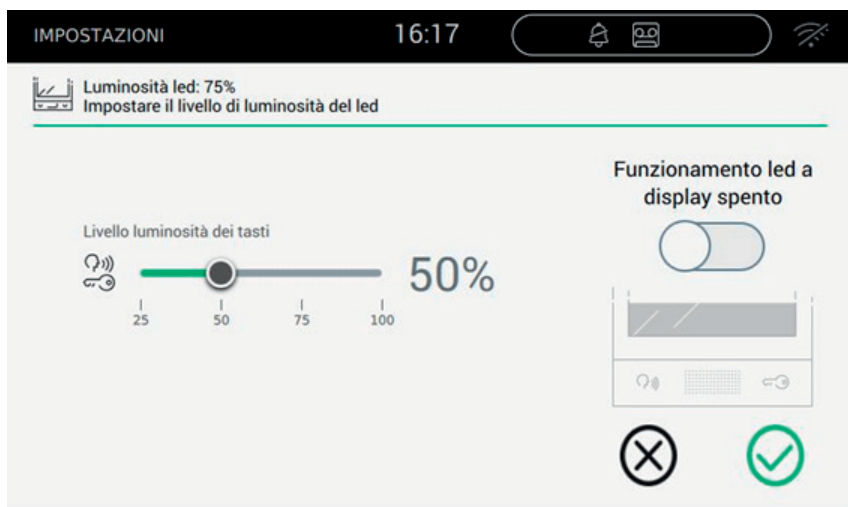 IMPOSTAZIONI 16:17
Luminosità led: 75%
Impostare il livello di luminosità del led
Funzionamento led a
display spento
Livello luminosità dei tasti
50%
25 50 75 100